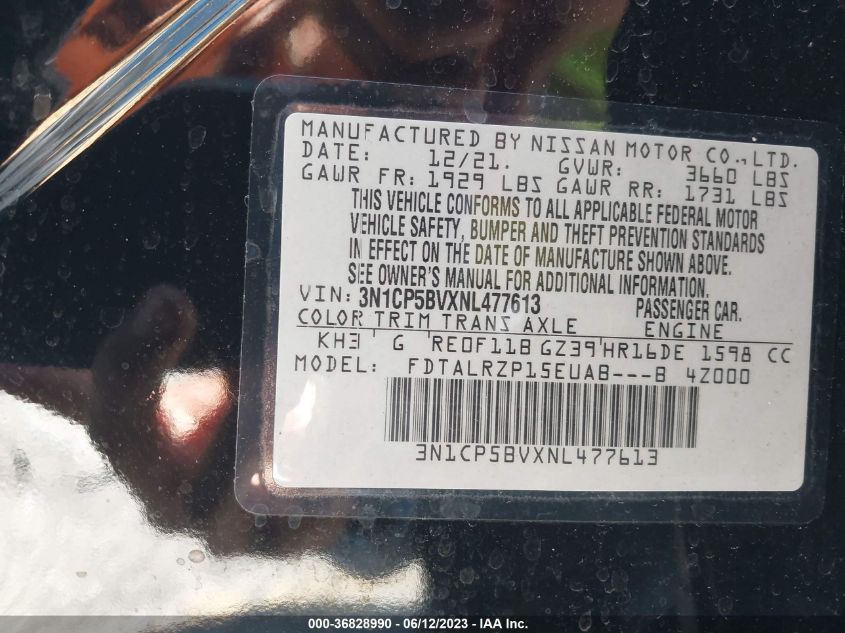 MANUFACTURED BY NISSAN MOTOR CO., LTD.
DATE: 12/21. GVWR: 3660 LBS
GAWR FR: 1929 LBS GAWR RR: 1731 LBS
THIS VEHICLE CONFORMS TO ALL APPLICABLE FEDERAL MOTOR
VEHICLE SAFETY, BUMPER AND THEFT PREVENTION STANDARDS
IN EFFECT ON THE DATE OF MANUFACTURE SHOWN ABOVE.
SEE OWNER'S MANUAL FOR ADDITIONAL INFORMATION.
VIN: 3N1CP5BVXNL477613 PASSENGER CAR.
COLOR TRIM TRANS AXLE ENGINE
KH3 G RE0F11B GZ39 HR16DE 1598 CC
MODEL: FDTALRZP15EUAB---B 4Z000
3N1CP5BVXNL477613
000-36828990 - 06/12/2023 - IAA Inc.